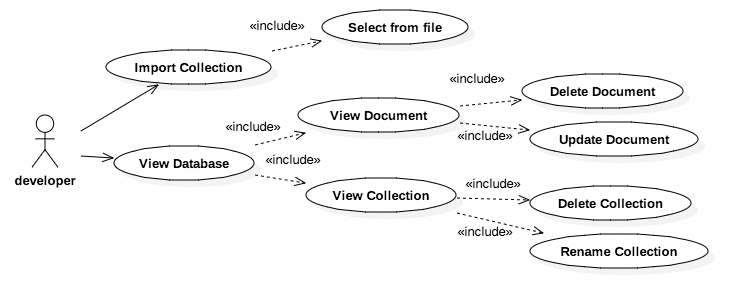 «include»
Select from file
Import Collection
«include»
Delete Document
«include»
View Document
«include»
Update Document
developer
View Database
«include»
View Collection
«include»
Delete Collection
«include»
Rename Collection